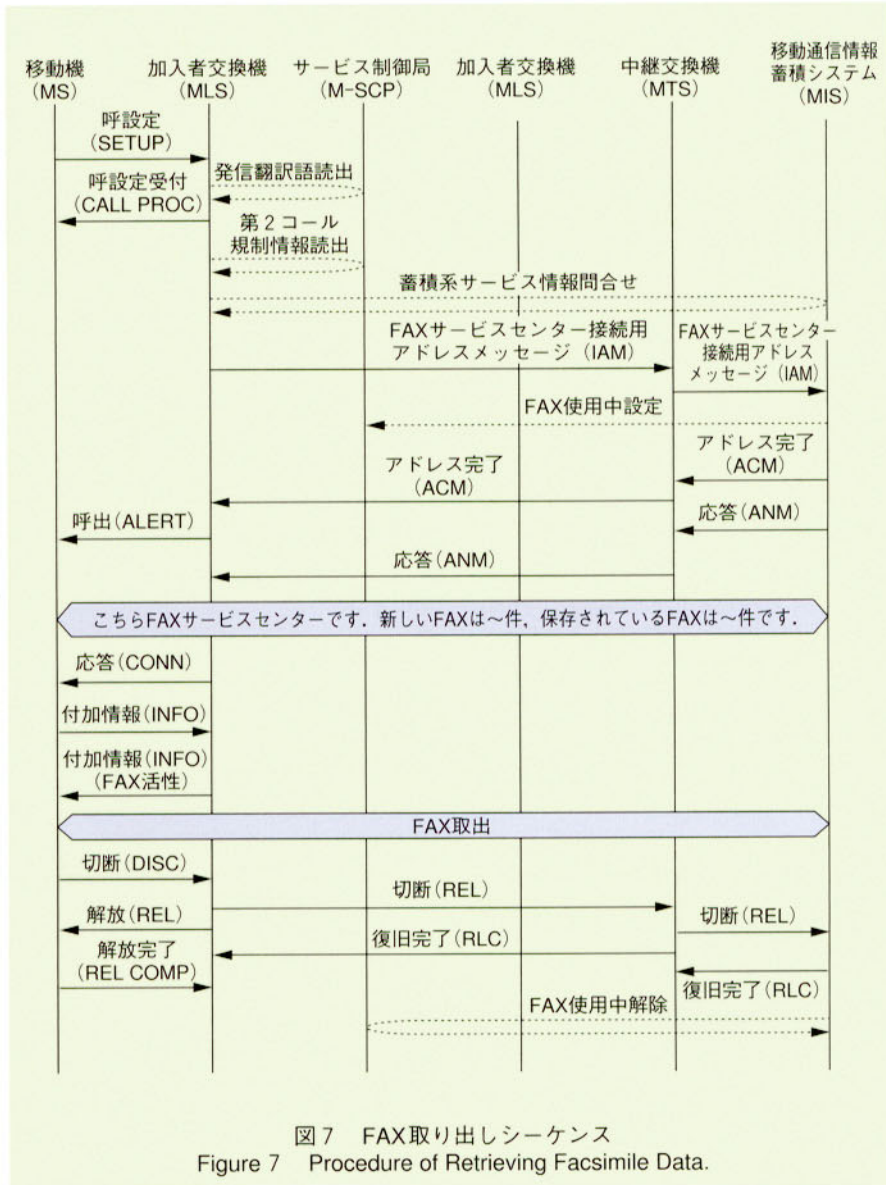 移動機
(MS)
加入者交換機
(MLS)
サービス制御局
(M-SCP)
加入者交換機
(MLS)
中継交換機
(MTS)
移動通信情報
蓄積システム
(MIS)
呼設定
(SETUP)
発信翻訳語読出
呼設定受付
(CALL PROC)
第2コール
規制情報読出
蓄積系サービス情報問合せ
FAXサービスセンター接続用
アドレスメッセージ(IAM)
FAXサービスセンター
接続用アドレス
メッセージ(IAM)
FAX使用中設定
アドレス完了
(ACM)
アドレス完了
(ACM)
呼出(ALERT)
応答(ANM)
応答(ANM)
こちらFAXサービスセンターです.新しいFAXは~件,保存されているFAXは~件です.
応答(CONN)
付加情報(INFO)
付加情報(INFO)
(FAX活性)
FAX取出
切断(DISC)
切断(REL)
解放(REL)
切断(REL)
復旧完了(RLC)
解放完了
(REL COMP)
復旧完了(RLC)
FAX使用中解除
図7 FAX取り出しシーケンス
Figure 7 Procedure of Retrieving Facsimile Data.